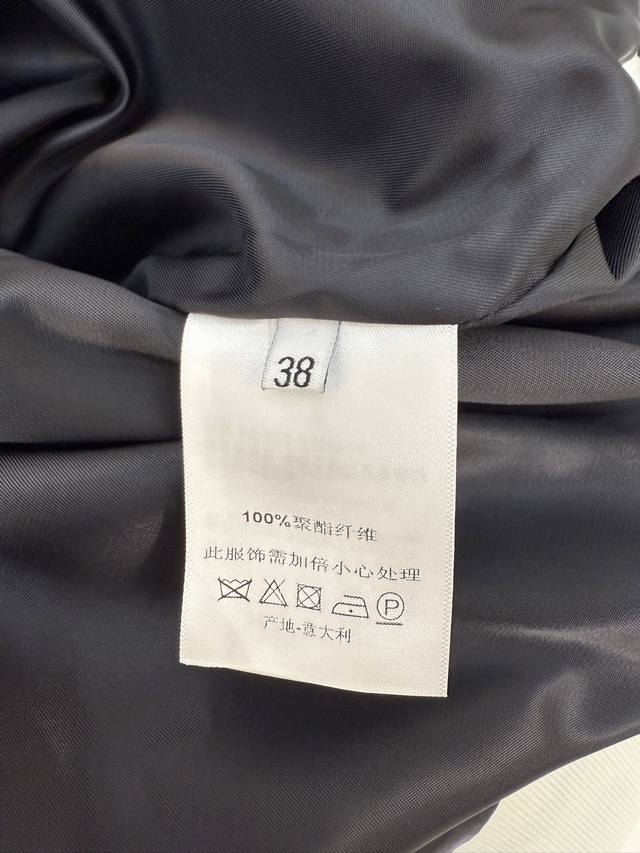 38
100%聚酯纤维
此服饰需加倍小心处理
P
产地-意大利